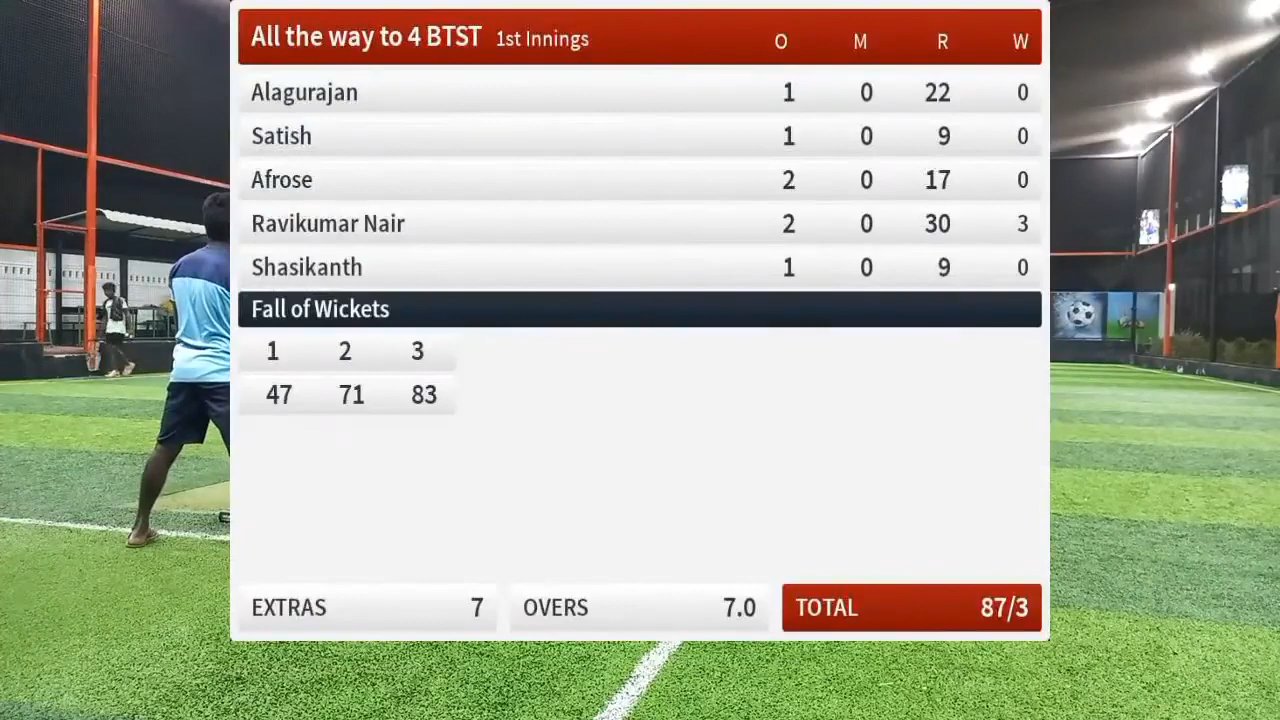 All the way to 4 BTST 1st Innings O M R W
Alagurajan 1 0 22 0
Satish 1 0 9 0
Afrose 2 0 17 0
Ravikumar Nair 2 0 30 3
Shasikanth 1 0 9 0
Fall of Wickets
1 2 3
47 71 83
EXTRAS 7 OVERS 7.0 TOTAL 87/3